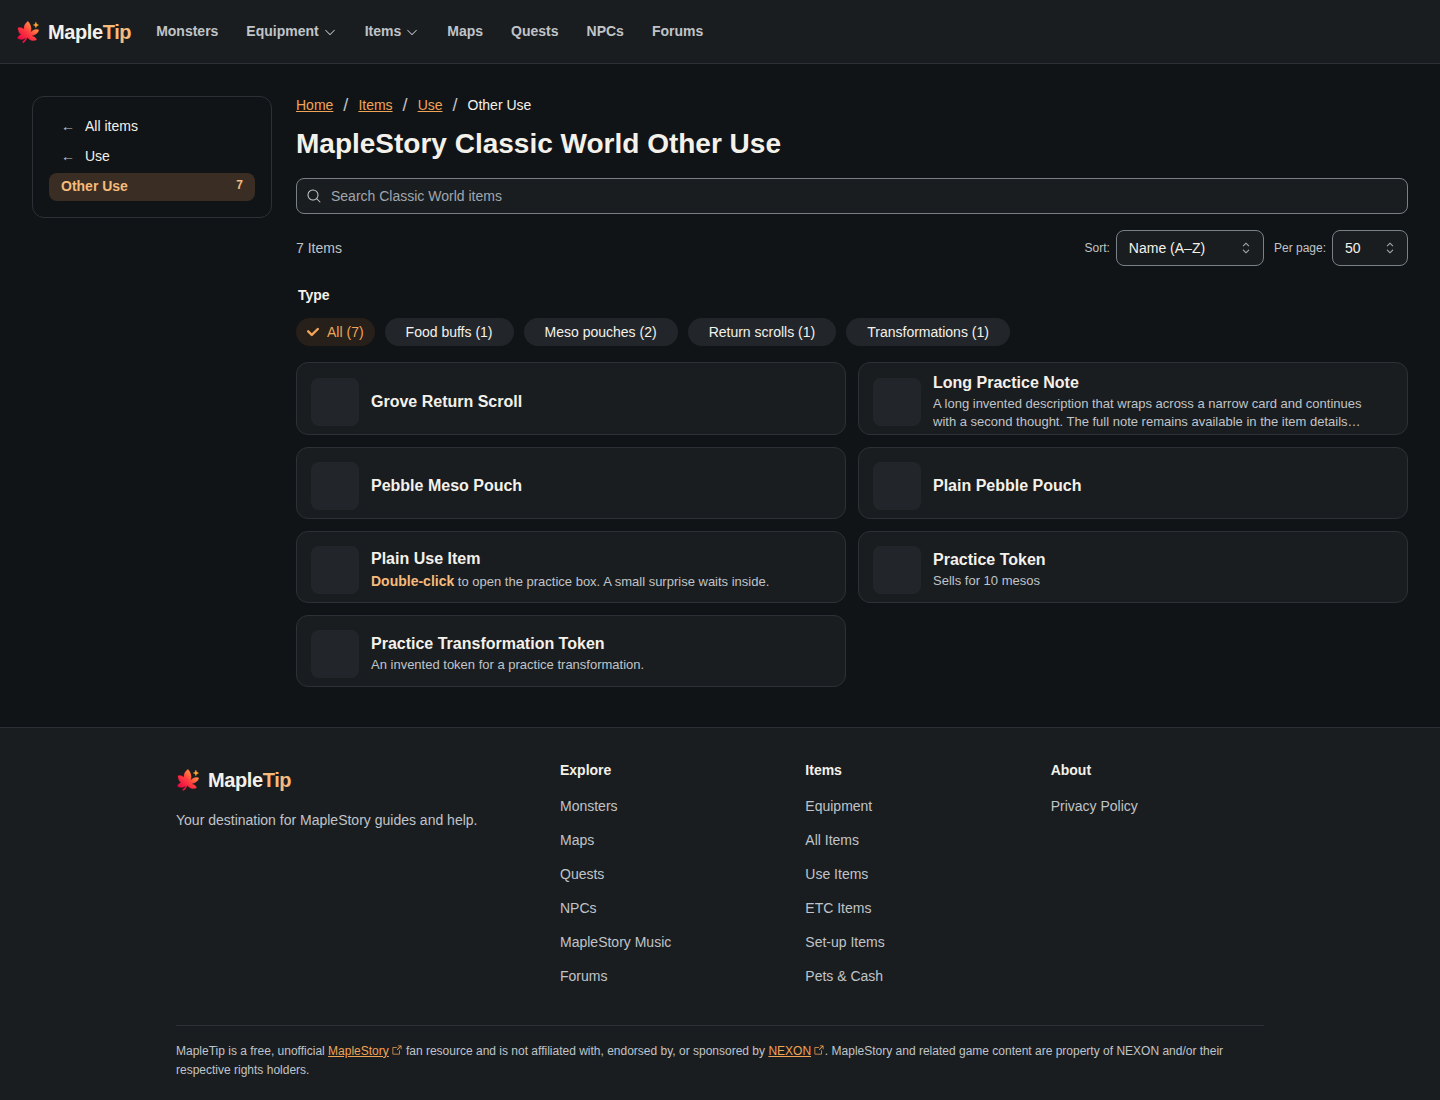 MapleTip
Monsters
Equipment
Items
Maps
Quests
NPCs
Forums
← All items
← Use
Other Use 7
Home / Items / Use / Other Use
MapleStory Classic World Other Use
Search Classic World items
7 Items
Sort: Name (A–Z) Per page: 50
Type
All (7)
Food buffs (1)
Meso pouches (2)
Return scrolls (1)
Transformations (1)
Grove Return Scroll
Long Practice Note
A long invented description that wraps across a narrow card and continues
with a second thought. The full note remains available in the item details…
Pebble Meso Pouch
Plain Pebble Pouch
Plain Use Item
Double-click to open the practice box. A small surprise waits inside.
Practice Token
Sells for 10 mesos
Practice Transformation Token
An invented token for a practice transformation.
MapleTip
Your destination for MapleStory guides and help.
Explore
Monsters
Maps
Quests
NPCs
MapleStory Music
Forums
Items
Equipment
All Items
Use Items
ETC Items
Set-up Items
Pets & Cash
About
Privacy Policy
MapleTip is a free, unofficial MapleStory fan resource and is not affiliated with, endorsed by, or sponsored by NEXON. MapleStory and related game content are property of NEXON and/or their
respective rights holders.